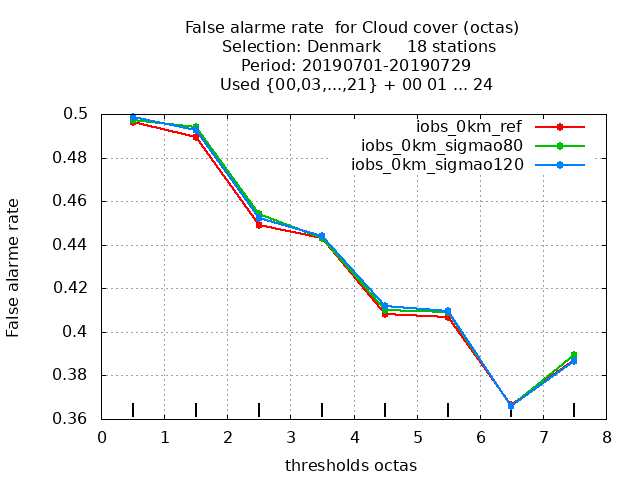 False alarme rate  for Cloud cover (octas)
Selection: Denmark     18 stations
Period: 20190701-20190729
Used {00,03,...,21} + 00 01 ... 24
iobs_0km_ref
iobs_0km_sigmao80
iobs_0km_sigmao120
False alarme rate
0.5
0.48
0.46
0.44
0.42
0.4
0.38
0.36
0 1 2 3 4 5 6 7 8
thresholds octas